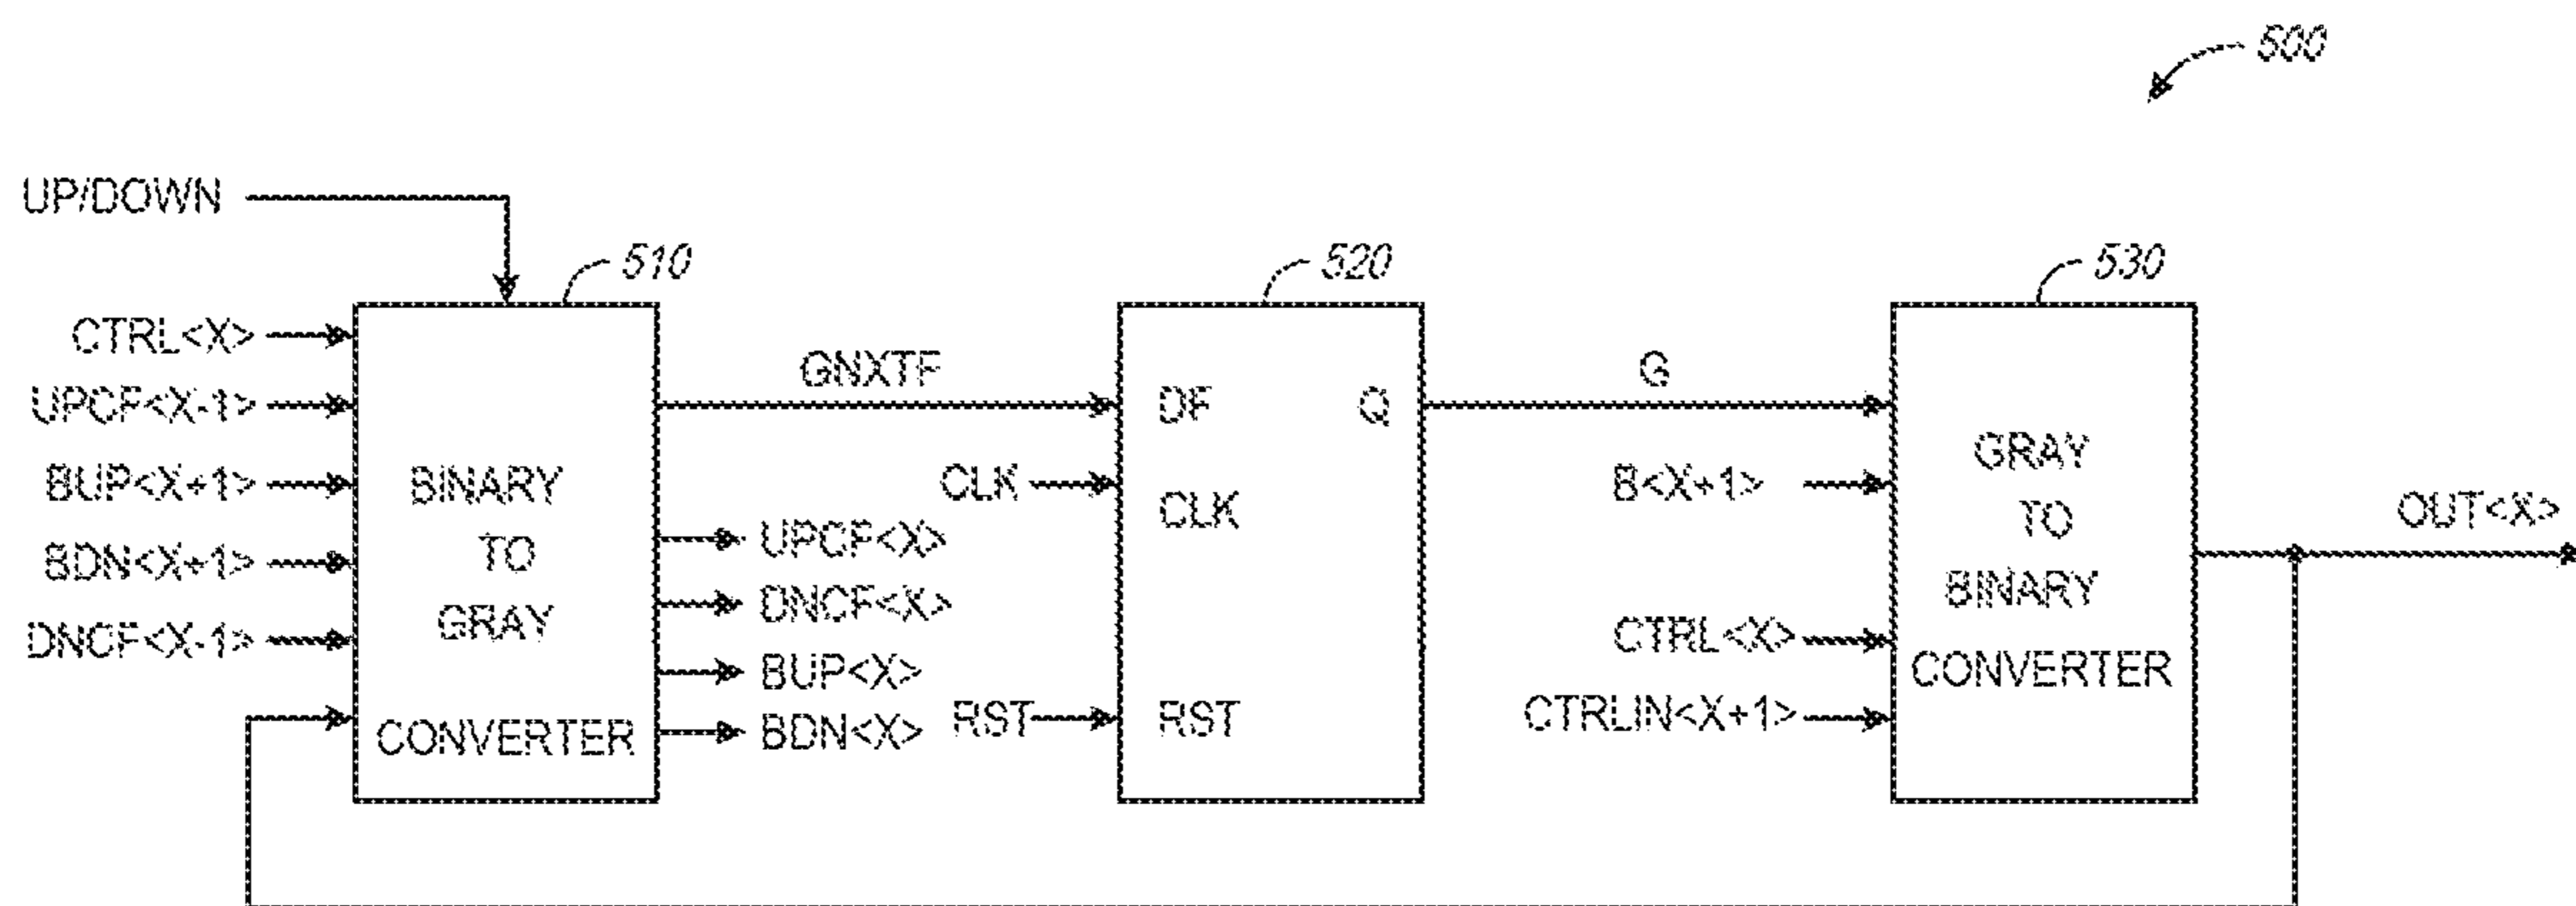 500
UP/DOWN
510
520
530
CTRL<X>
UPCF<X-1>
BUP<X+1>
BDN<X+1>
DNCF<X-1>
BINARY
TO
GRAY
CONVERTER
GNXTF
UPCF<X>
DNCF<X>
BUP<X>
BDN<X>
CLK
RST
DF
Q
CLK
RST
G
B<X+1>
CTRL<X>
CTRLIN<X+1>
GRAY
TO
BINARY
CONVERTER
OUT<X>